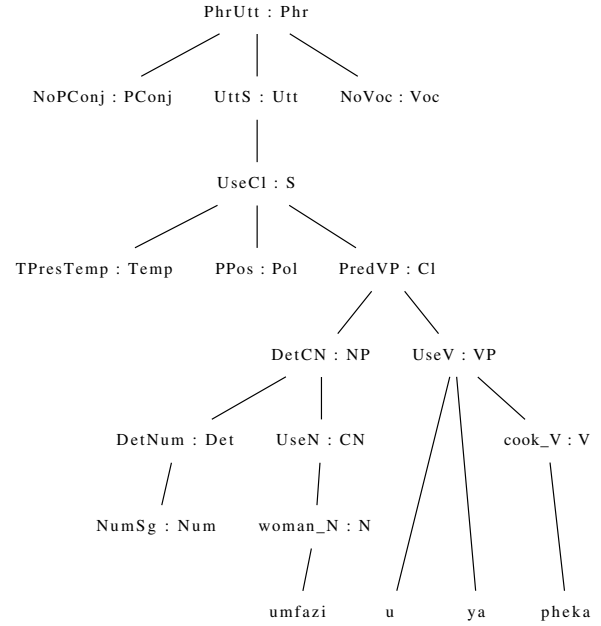 PhrUtt : Phr
NoPConj : PConj UttS : Utt NoVoc : Voc
UseCl : S
TPresTemp : Temp PPos : Pol PredVP : Cl
DetCN : NP UseV : VP
DetNum : Det UseN : CN cook_V : V
NumSg : Num woman_N : N
umfazi u ya pheka